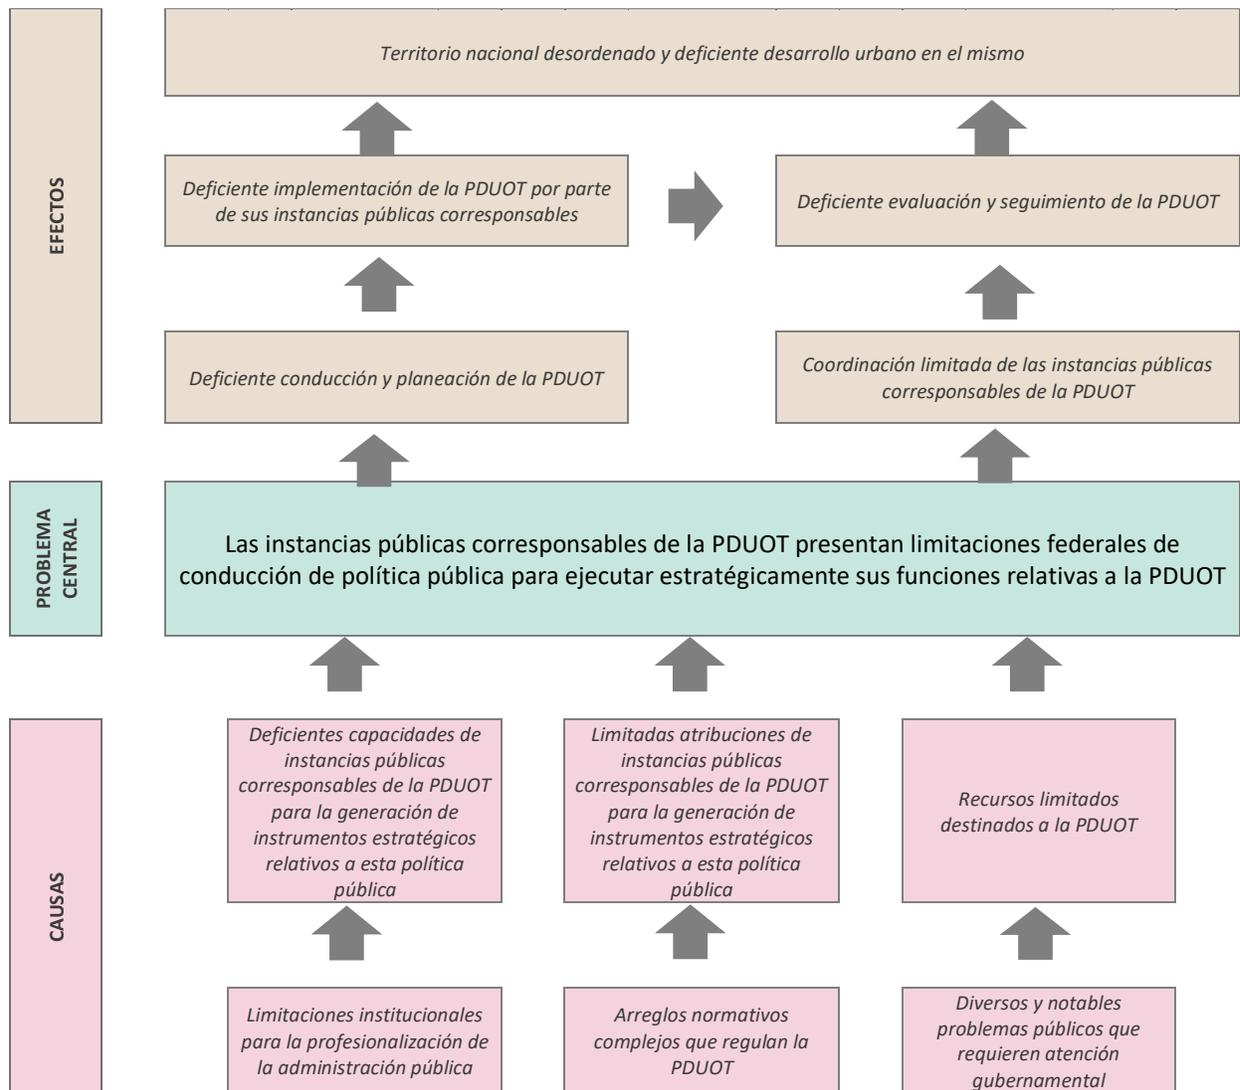 Territorio nacional desordenado y deficiente desarrollo urbano en el mismo
EFECTOS
Deficiente implementación de la PDUOT por parte
de sus instancias públicas corresponsables
Deficiente evaluación y seguimiento de la PDUOT
Deficiente conducción y planeación de la PDUOT
Coordinación limitada de las instancias públicas
corresponsables de la PDUOT
PROBLEMA
CENTRAL
Las instancias públicas corresponsables de la PDUOT presentan limitaciones federales de
conducción de política pública para ejecutar estratégicamente sus funciones relativas a la PDUOT
CAUSAS
Deficientes capacidades de
instancias públicas
corresponsables de la PDUOT
para la generación de
instrumentos estratégicos
relativos a esta política
pública
Limitadas atribuciones de
instancias públicas
corresponsables de la PDUOT
para la generación de
instrumentos estratégicos
relativos a esta política
pública
Recursos limitados
destinados a la PDUOT
Limitaciones institucionales
para la profesionalización de
la administración pública
Arreglos normativos
complejos que regulan la
PDUOT
Diversos y notables
problemas públicos que
requieren atención
gubernamental